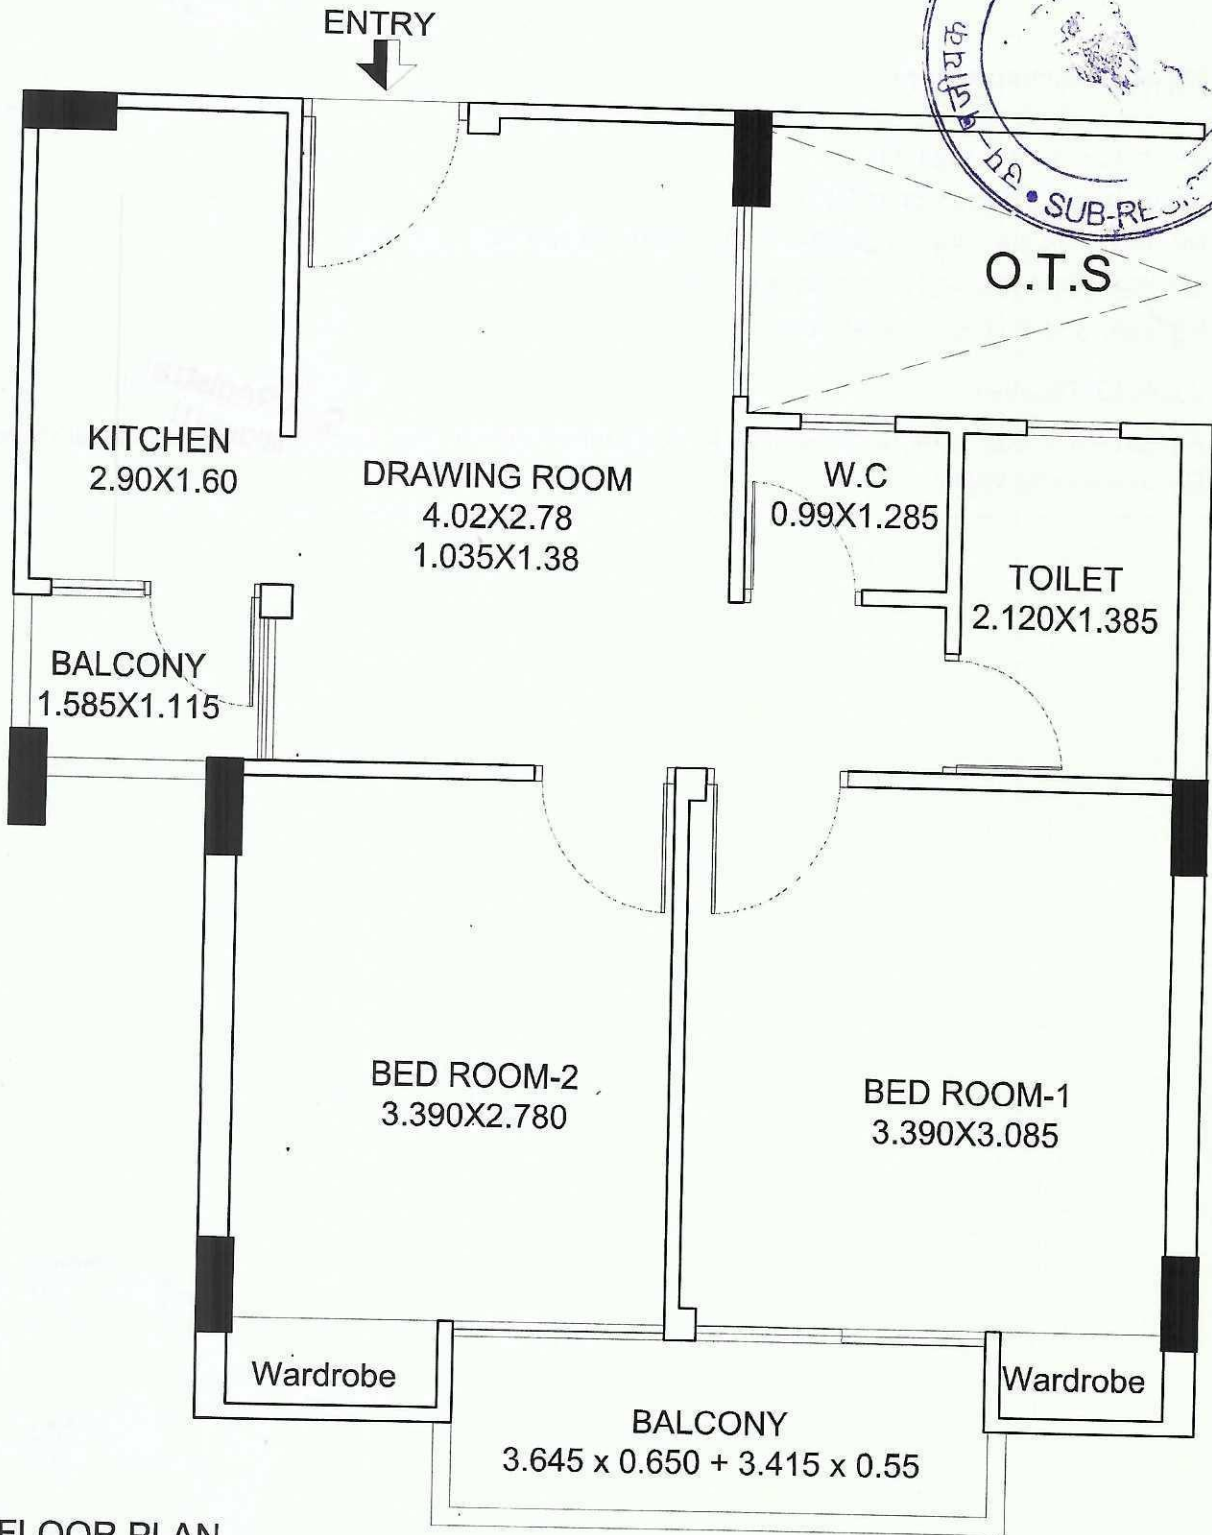 ENTRY
कार्यालय-उप
• SUB-RE
O.T.S
KITCHEN
2.90X1.60
DRAWING ROOM
4.02X2.78
1.035X1.38
W.C
0.99X1.285
TOILET
2.120X1.385
BALCONY
1.585X1.115
BED ROOM-2
3.390X2.780
BED ROOM-1
3.390X3.085
Wardrobe
Wardrobe
BALCONY
3.645 x 0.650 + 3.415 x 0.55
FLOOR PLAN